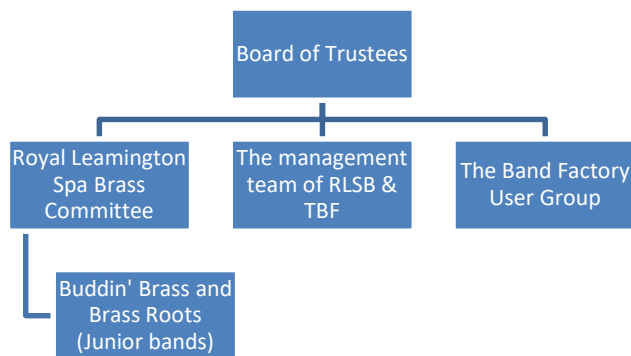 Board of Trustees
Royal Leamington
Spa Brass
Committee
The management
team of RLSB &
TBF
The Band Factory
User Group
Buddin' Brass and
Brass Roots
(Junior bands)